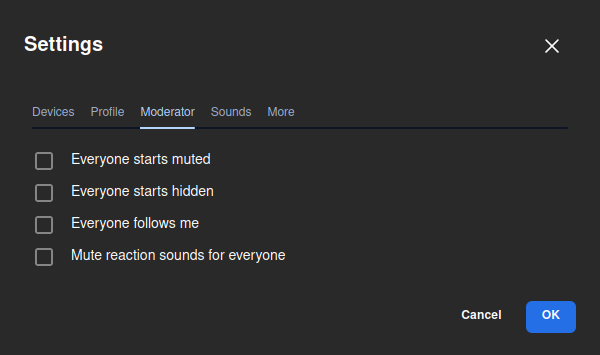 Settings
Devices Profile Moderator Sounds More
Everyone starts muted
Everyone starts hidden
Everyone follows me
Mute reaction sounds for everyone
Cancel OK